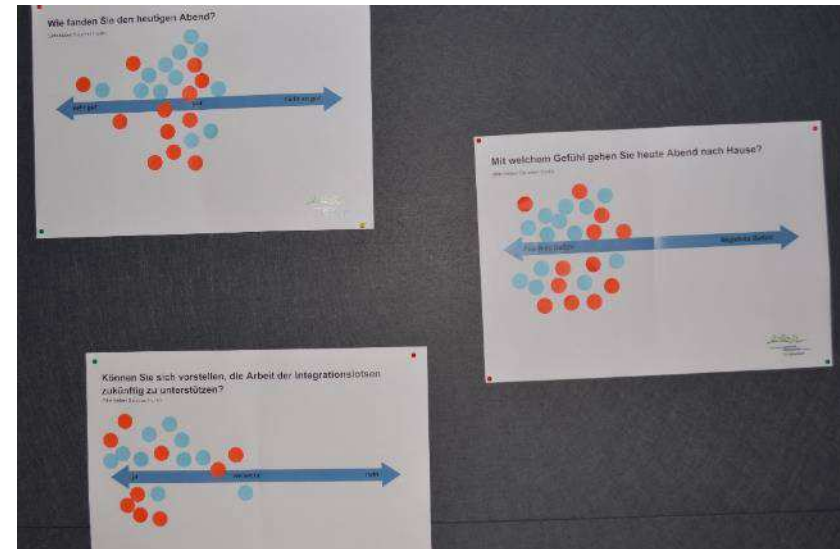 Wie fanden Sie den heutigen Abend?
sehr gut gut nicht so gut
Mit welchem Gefühl gehen Sie heute Abend nach Hause?
Positives Gefühl Negatives Gefühl
Können Sie sich vorstellen, die Arbeit der Integrationslotsen
zukünftig zu unterstützen?
ja vielleicht nein